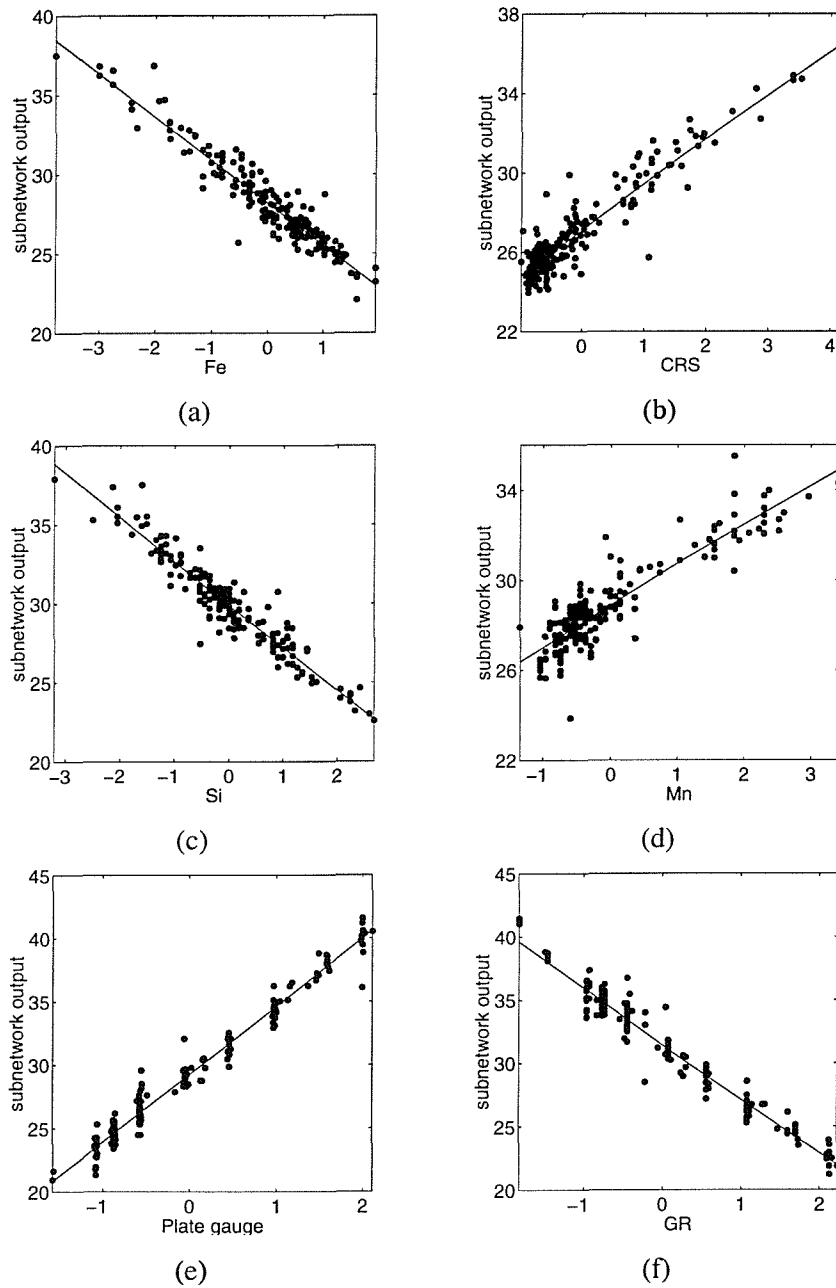 40
35
30
25
20
subnetwork output
−3 −2 −1 0 1
Fe
(a)
38
34
30
26
22
subnetwork output
0 1 2 3 4
CRS
(b)
40
35
30
25
20
subnetwork output
−3 −2 −1 0 1 2
Si
(c)
34
30
26
22
subnetwork output
−1 0 1 2 3
Mn
(d)
45
40
35
30
25
20
subnetwork output
−1 0 1 2
Plate gauge
(e)
45
40
35
30
25
20
subnetwork output
−1 0 1 2
GR
(f)